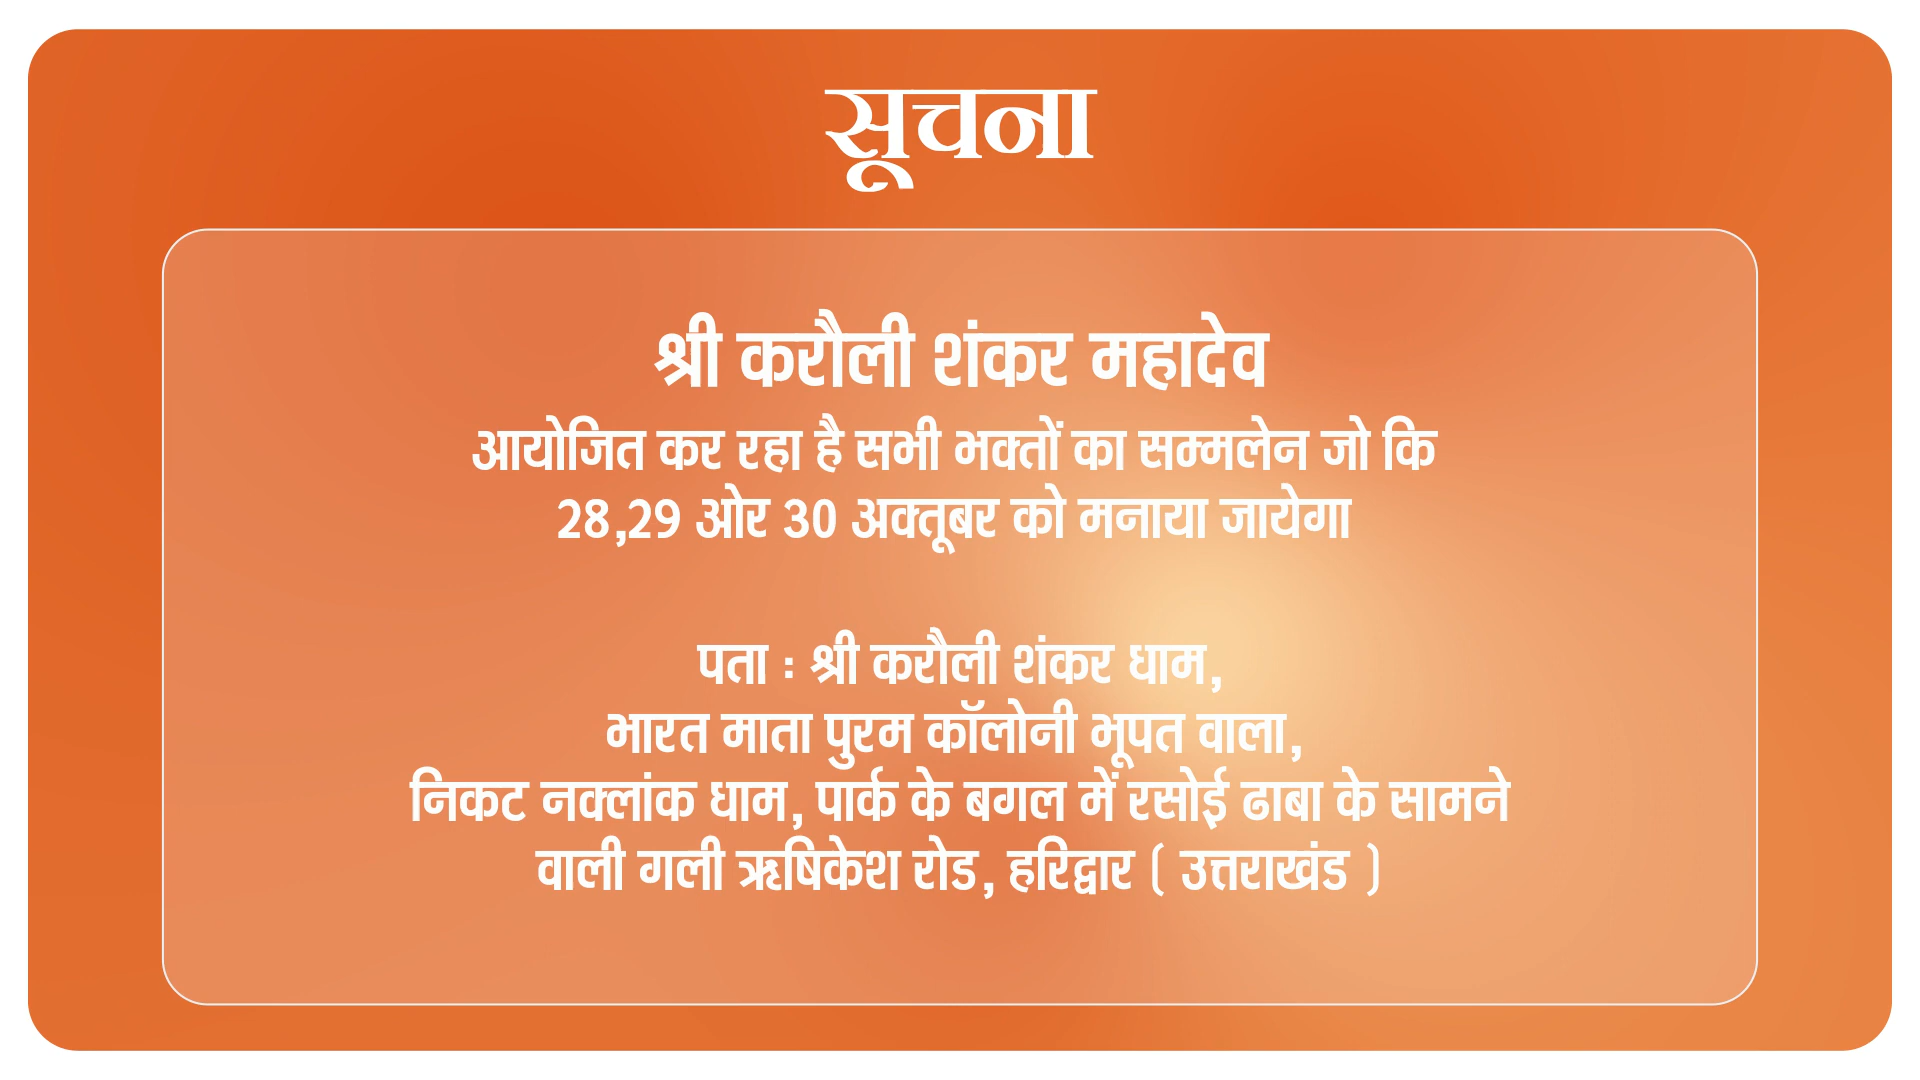 सूचना
श्री करौली शंकर महादेव
आयोजित कर रहा है सभी भक्तों का सम्मलेन जो कि
28,29 ओर 30 अक्तूबर को मनाया जायेगा
पता : श्री करौली शंकर धाम,
भारत माता पुरम कॉलोनी भूपत वाला,
निकट नक्लांक धाम, पार्क के बगल में रसोई ढाबा के सामने
वाली गली ऋषिकेश रोड, हरिद्वार ( उत्तराखंड )